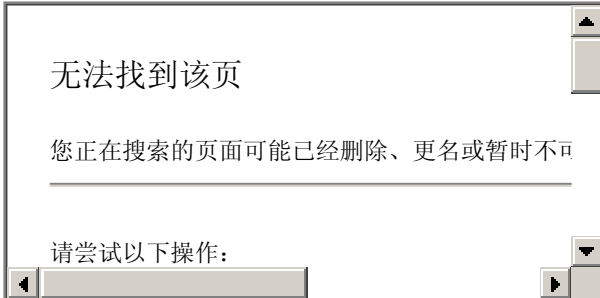 无法找到该页
您正在搜索的页面可能已经删除、更名或暂时不可
请尝试以下操作：